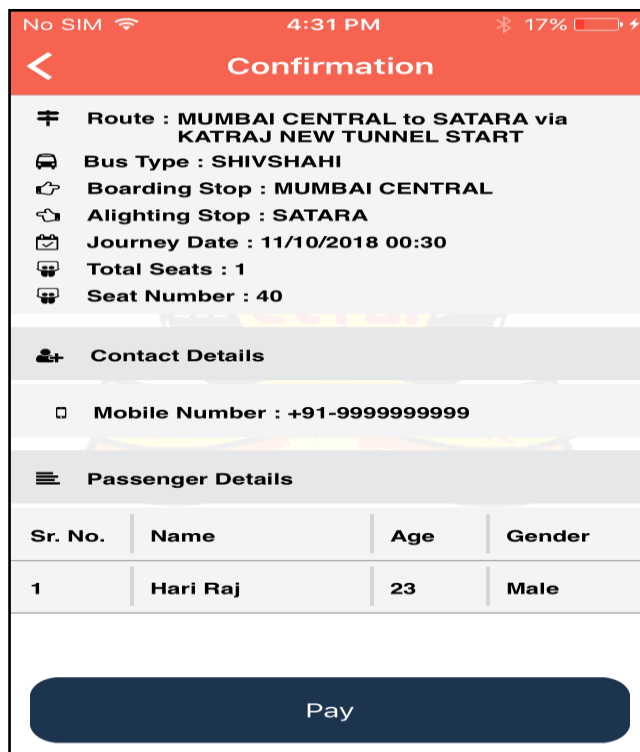 No SIM 4:31 PM 17%
Confirmation
Route : MUMBAI CENTRAL to SATARA via
KATRAJ NEW TUNNEL START
Bus Type : SHIVSHAHI
Boarding Stop : MUMBAI CENTRAL
Alighting Stop : SATARA
Journey Date : 11/10/2018 00:30
Total Seats : 1
Seat Number : 40
Contact Details
Mobile Number : +91-9999999999
Passenger Details
Sr. No. Name Age Gender
1 Hari Raj 23 Male
Pay